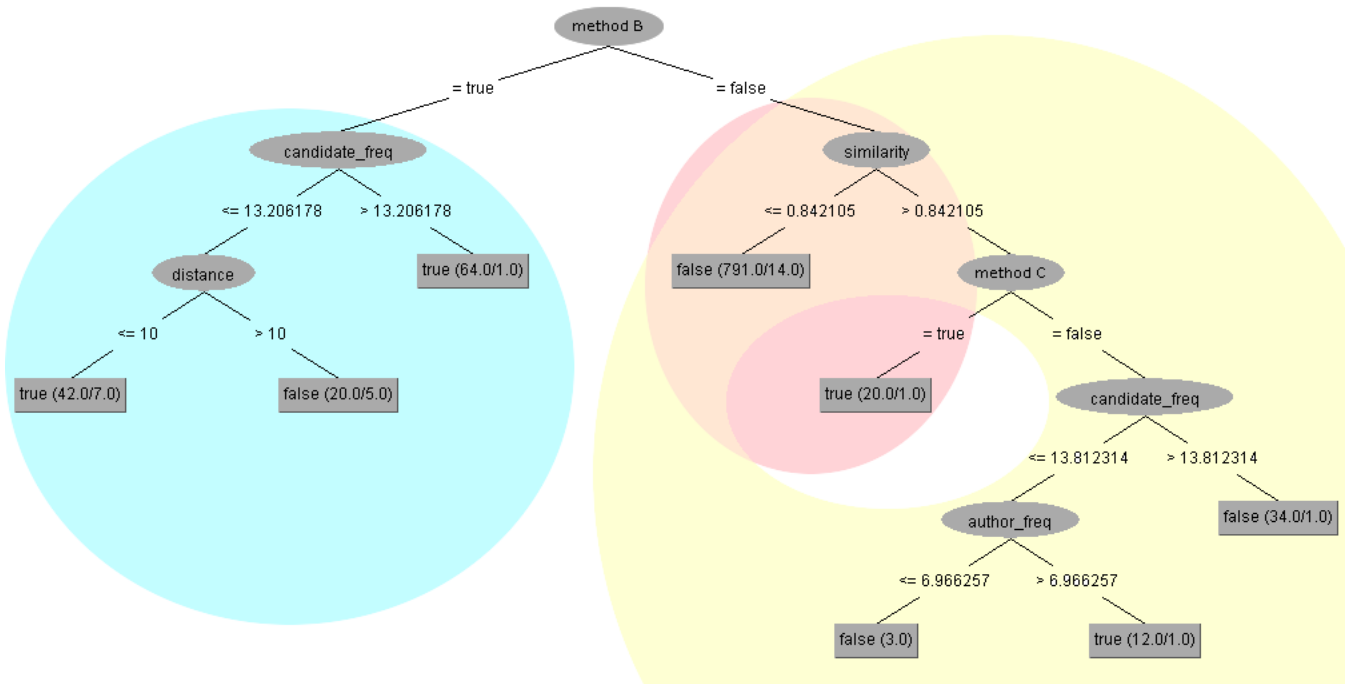 method B
= true
= false
candidate_freq
similarity
<= 13.206178
> 13.206178
<= 0.842105
> 0.842105
distance
true (64.0/1.0)
false (791.0/14.0)
method C
<= 10
> 10
= true
= false
true (42.0/7.0)
false (20.0/5.0)
true (20.0/1.0)
candidate_freq
<= 13.812314
> 13.812314
author_freq
false (34.0/1.0)
<= 6.966257
> 6.966257
false (3.0)
true (12.0/1.0)